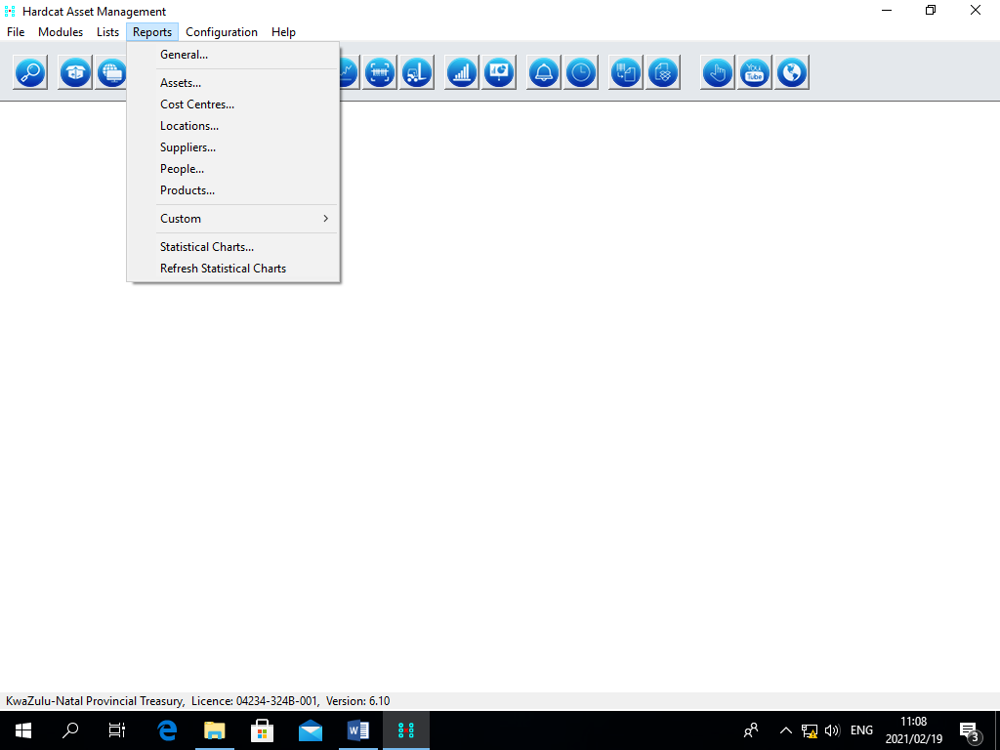 Hardcat Asset Management
File Modules Lists Reports Configuration Help
General...
Assets...
Cost Centres...
Locations...
Suppliers...
People...
Products...
Custom
Statistical Charts...
Refresh Statistical Charts
You Tube
KwaZulu-Natal Provincial Treasury, Licence: 04234-324B-001, Version: 6.10
ENG
11:08
2021/02/19
3